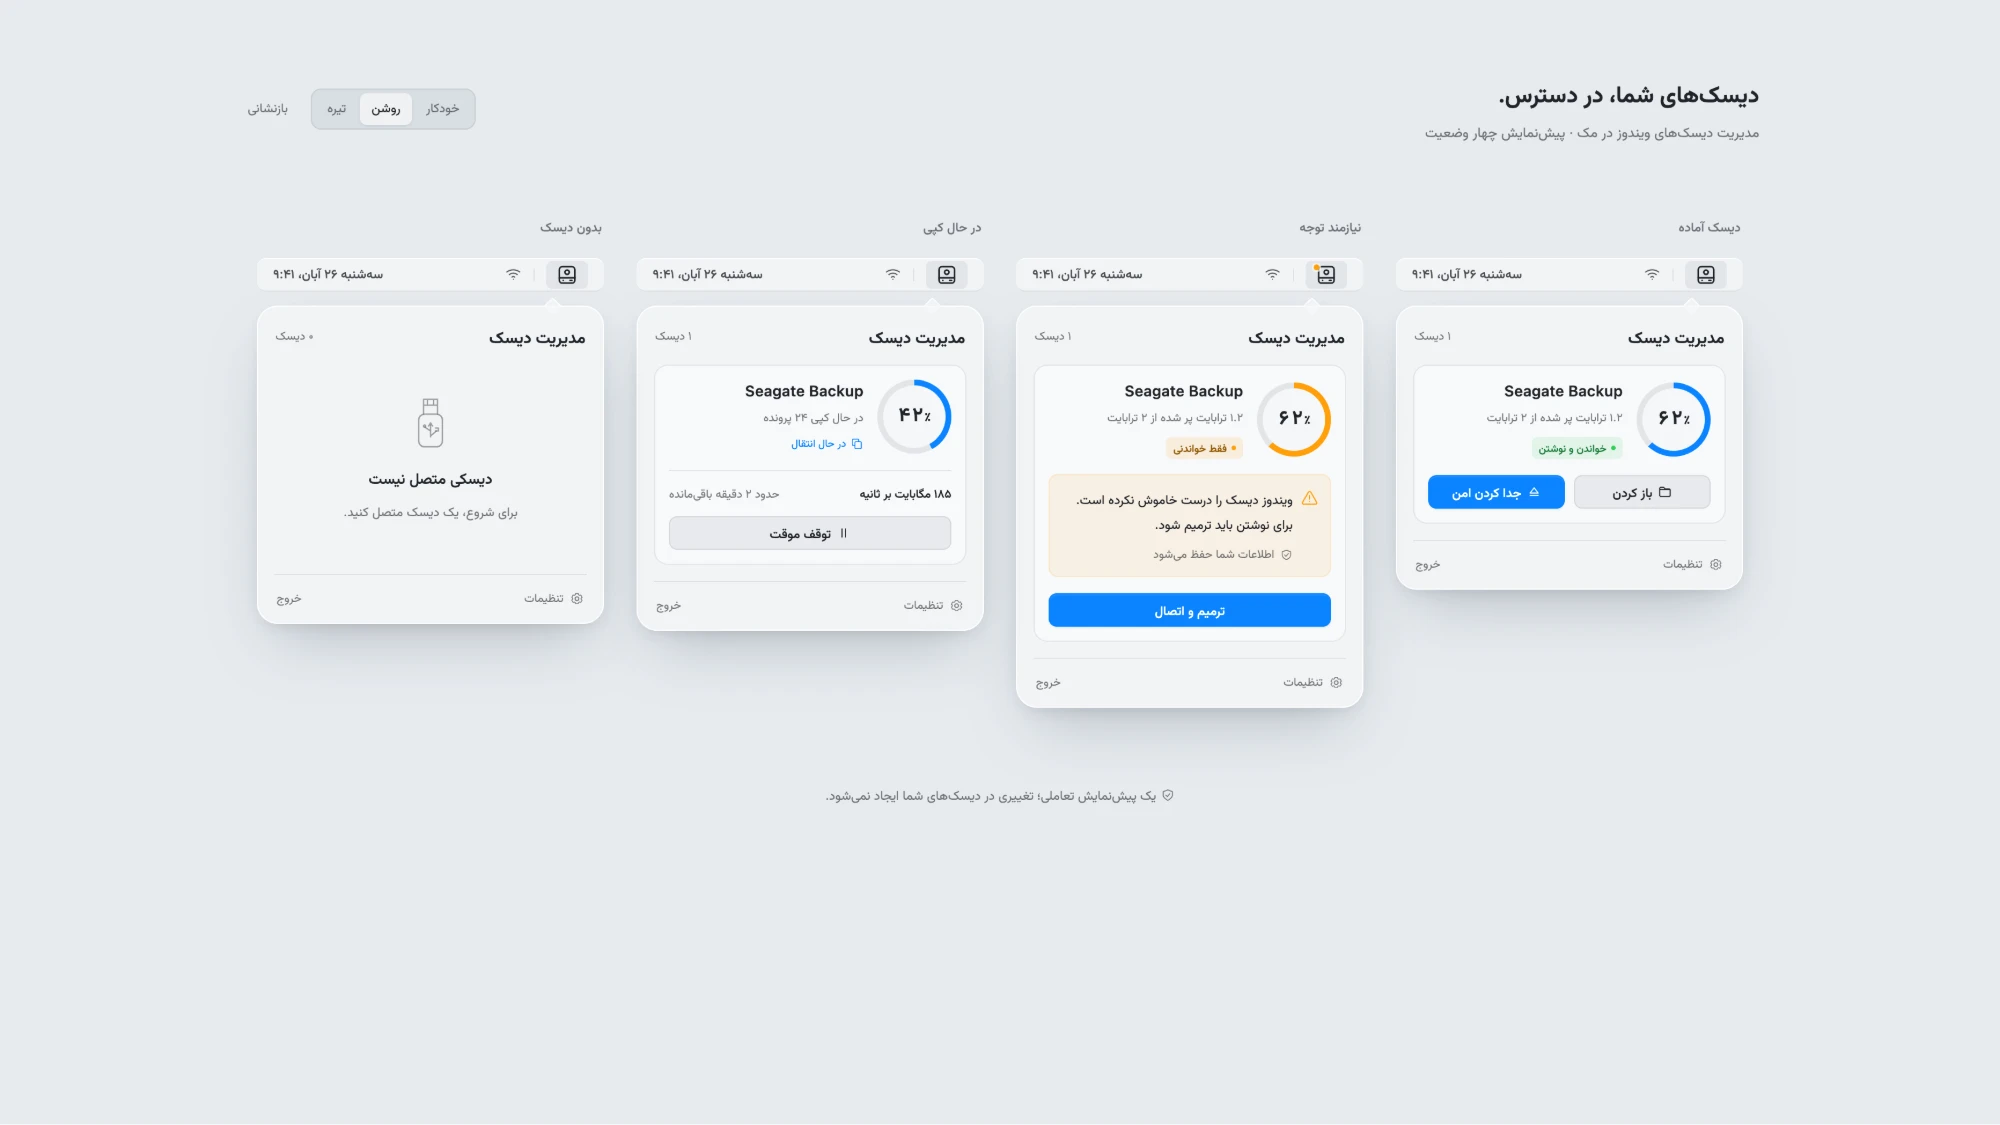 دیسک‌های شما، در دسترس.
مدیریت دیسک‌های ویندوز در مک · پیش‌نمایش چهار وضعیت
خودکار
روشن
تیره
بازنشانی
دیسک آماده
سه‌شنبه ۲۶ آبان، ۹:۴۱
مدیریت دیسک
۱ دیسک
۶۲٪
Seagate Backup
۱.۲ ترابایت پر شده از ۲ ترابایت
خواندن و نوشتن
باز کردن
جدا کردن امن
تنظیمات
خروج
نیازمند توجه
سه‌شنبه ۲۶ آبان، ۹:۴۱
مدیریت دیسک
۱ دیسک
۶۲٪
Seagate Backup
۱.۲ ترابایت پر شده از ۲ ترابایت
فقط خواندنی
ویندوز دیسک را درست خاموش نکرده است.
برای نوشتن باید ترمیم شود.
اطلاعات شما حفظ می‌شود
ترمیم و اتصال
تنظیمات
خروج
در حال کپی
سه‌شنبه ۲۶ آبان، ۹:۴۱
مدیریت دیسک
۱ دیسک
۴۲٪
Seagate Backup
در حال کپی ۲۴ پرونده
در حال انتقال
۱۸۵ مگابایت بر ثانیه
حدود ۲ دقیقه باقی‌مانده
توقف موقت
تنظیمات
خروج
بدون دیسک
سه‌شنبه ۲۶ آبان، ۹:۴۱
مدیریت دیسک
۰ دیسک
دیسکی متصل نیست
برای شروع، یک دیسک متصل کنید.
تنظیمات
خروج
یک پیش‌نمایش تعاملی؛ تغییری در دیسک‌های شما ایجاد نمی‌شود.